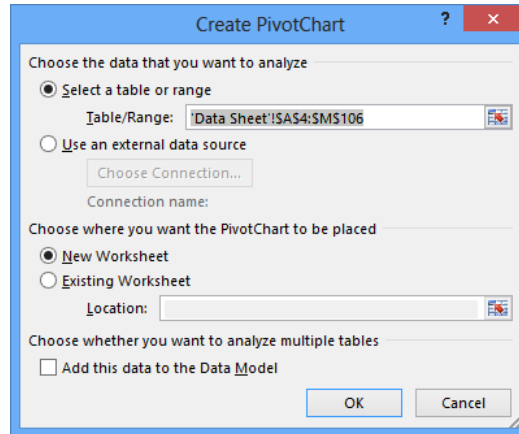 Create PivotChart
?
Choose the data that you want to analyze
Select a table or range
Table/Range: 'Data Sheet'!$A$4:$M$106
Use an external data source
Choose Connection...
Connection name:
Choose where you want the PivotChart to be placed
New Worksheet
Existing Worksheet
Location:
Choose whether you want to analyze multiple tables
Add this data to the Data Model
OK Cancel